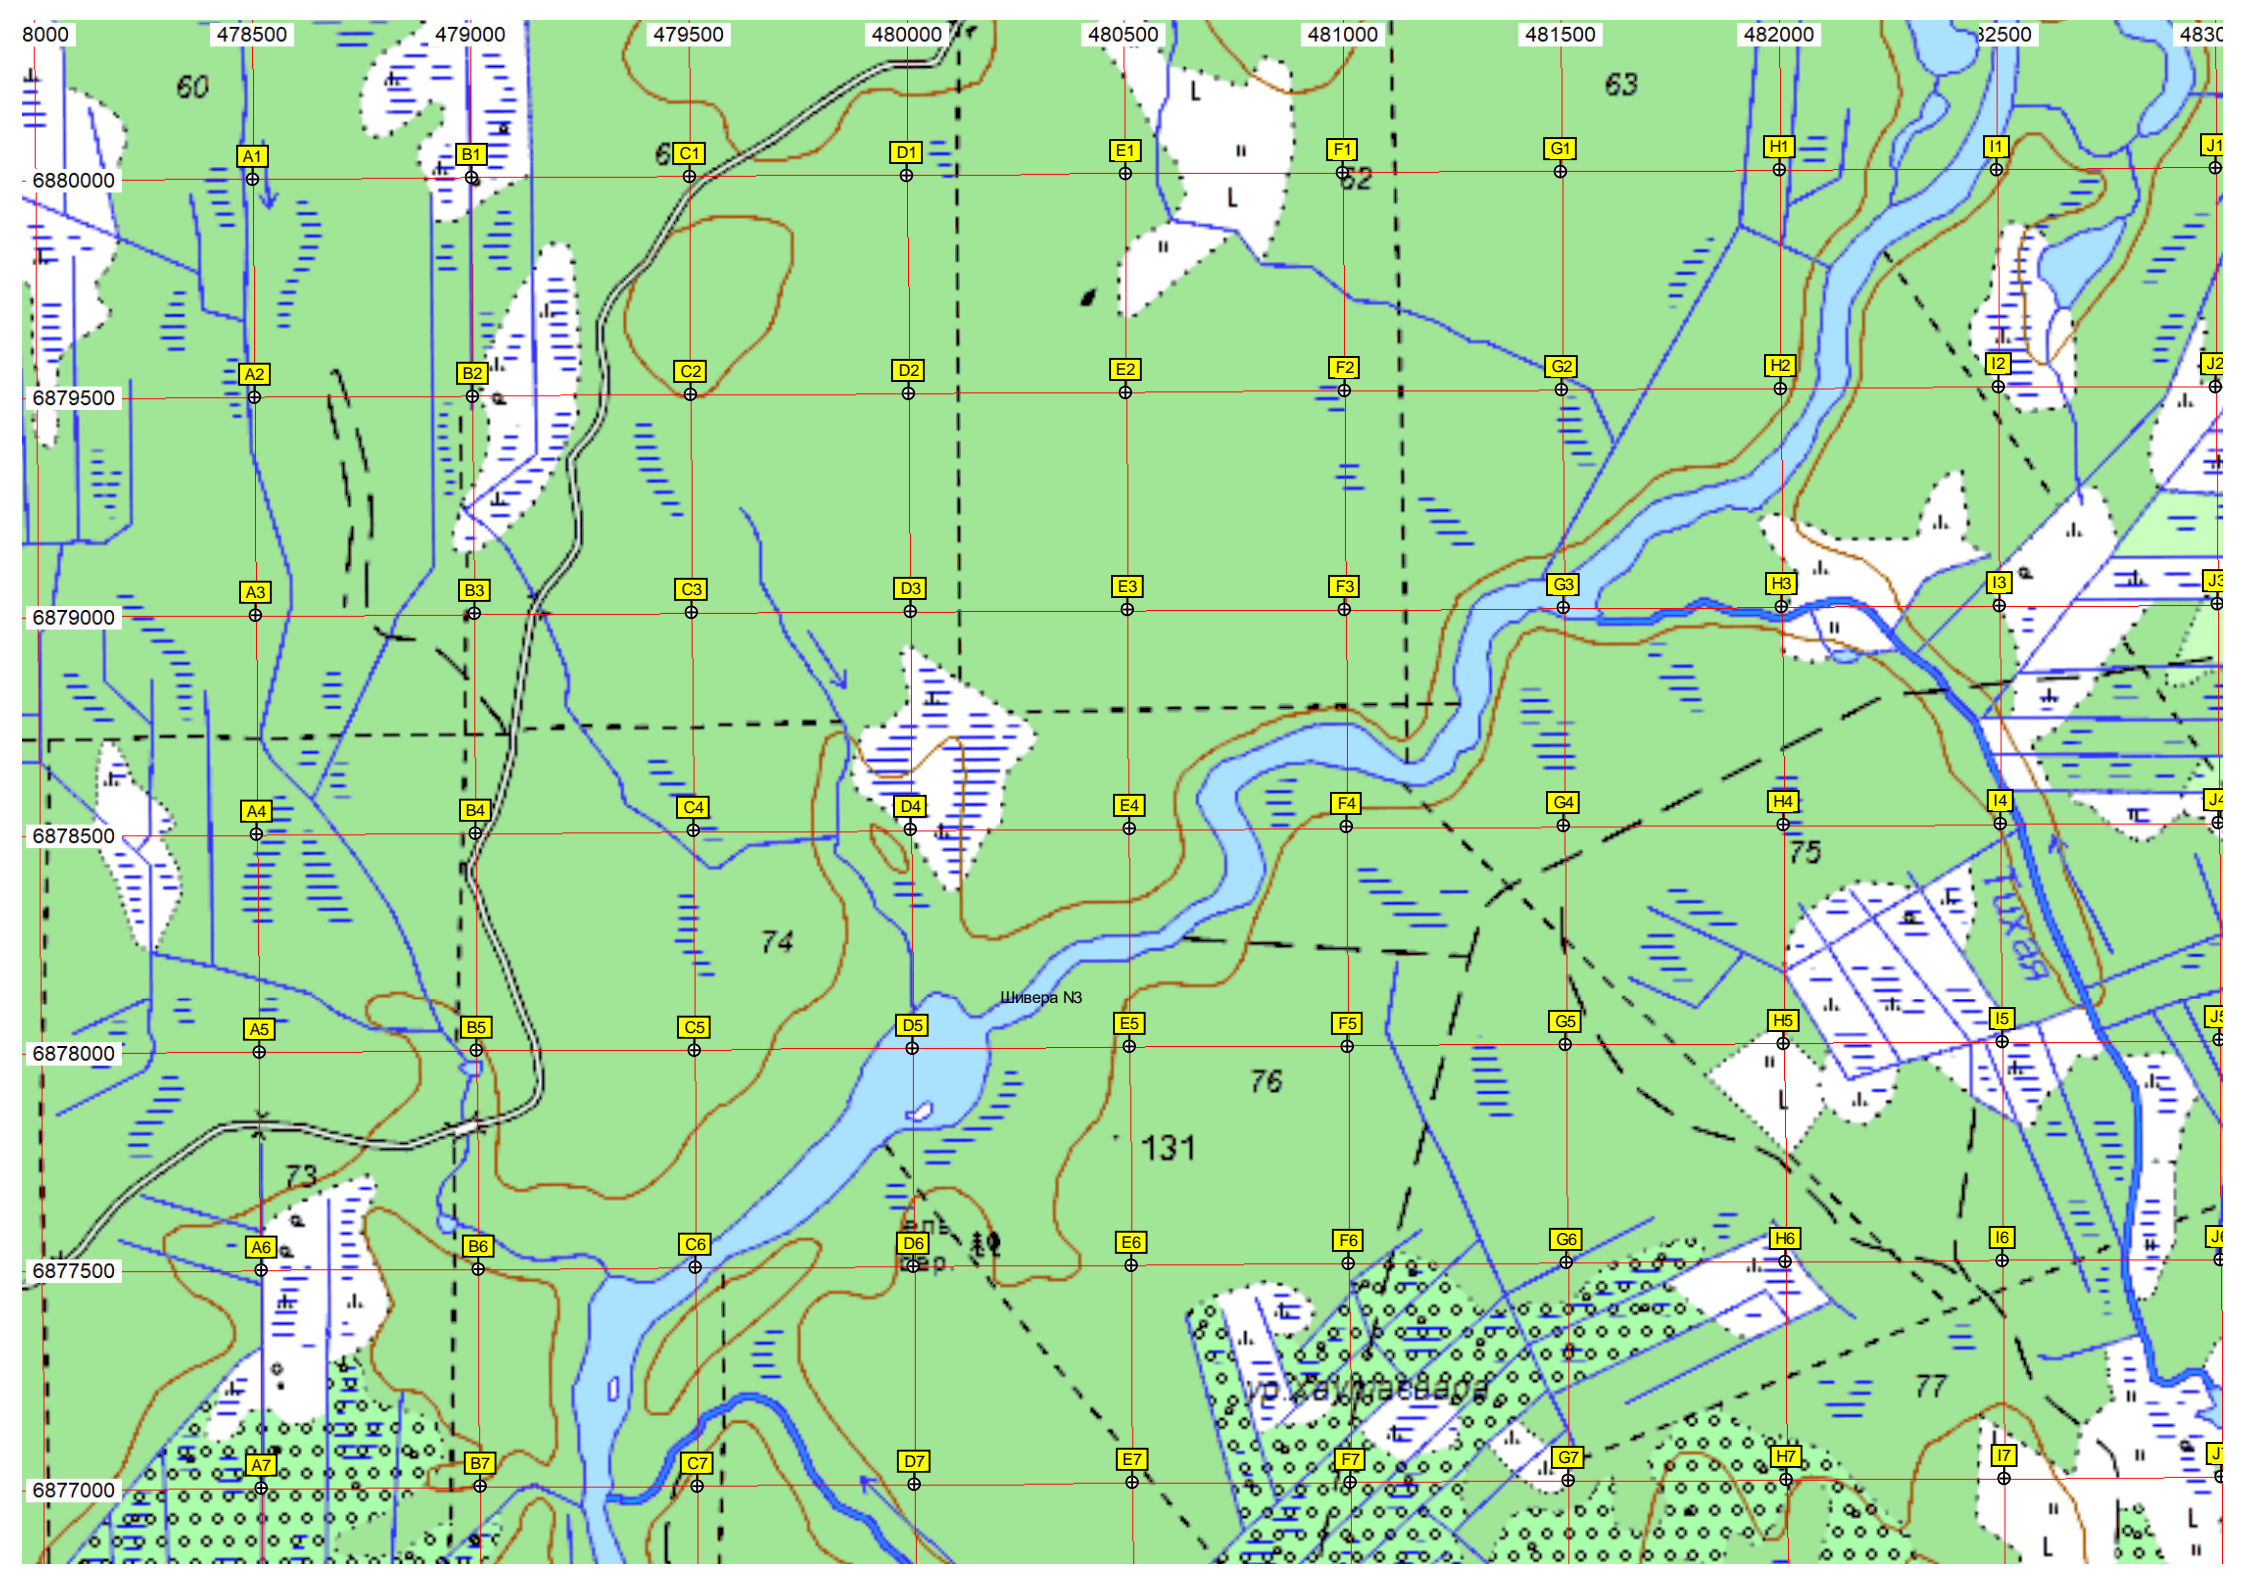 8000 478500 479000 479500 480000 480500 481000 481500 482000 32500 4830
60
63
A1 B1 C1 D1 E1 F1 G1 H1 I1 J1
6880000
62
A2 B2 C2 D2 E2 F2 G2 H2 I2 J2
6879500
A3 B3 C3 D3 E3 F3 G3 H3 I3 J3
6879000
A4 B4 C4 D4 E4 F4 G4 H4 I4 J4
6878500
75
Тихая
74
Шивера N3
A5 B5 C5 D5 E5 F5 G5 H5 I5 J5
6878000
76
131
73
ель
A6 B6 C6 D6 E6 F6 G6 H6 I6 J6
6877500
77
A7 B7 C7 D7 E7 F7 G7 H7 I7 J7
6877000